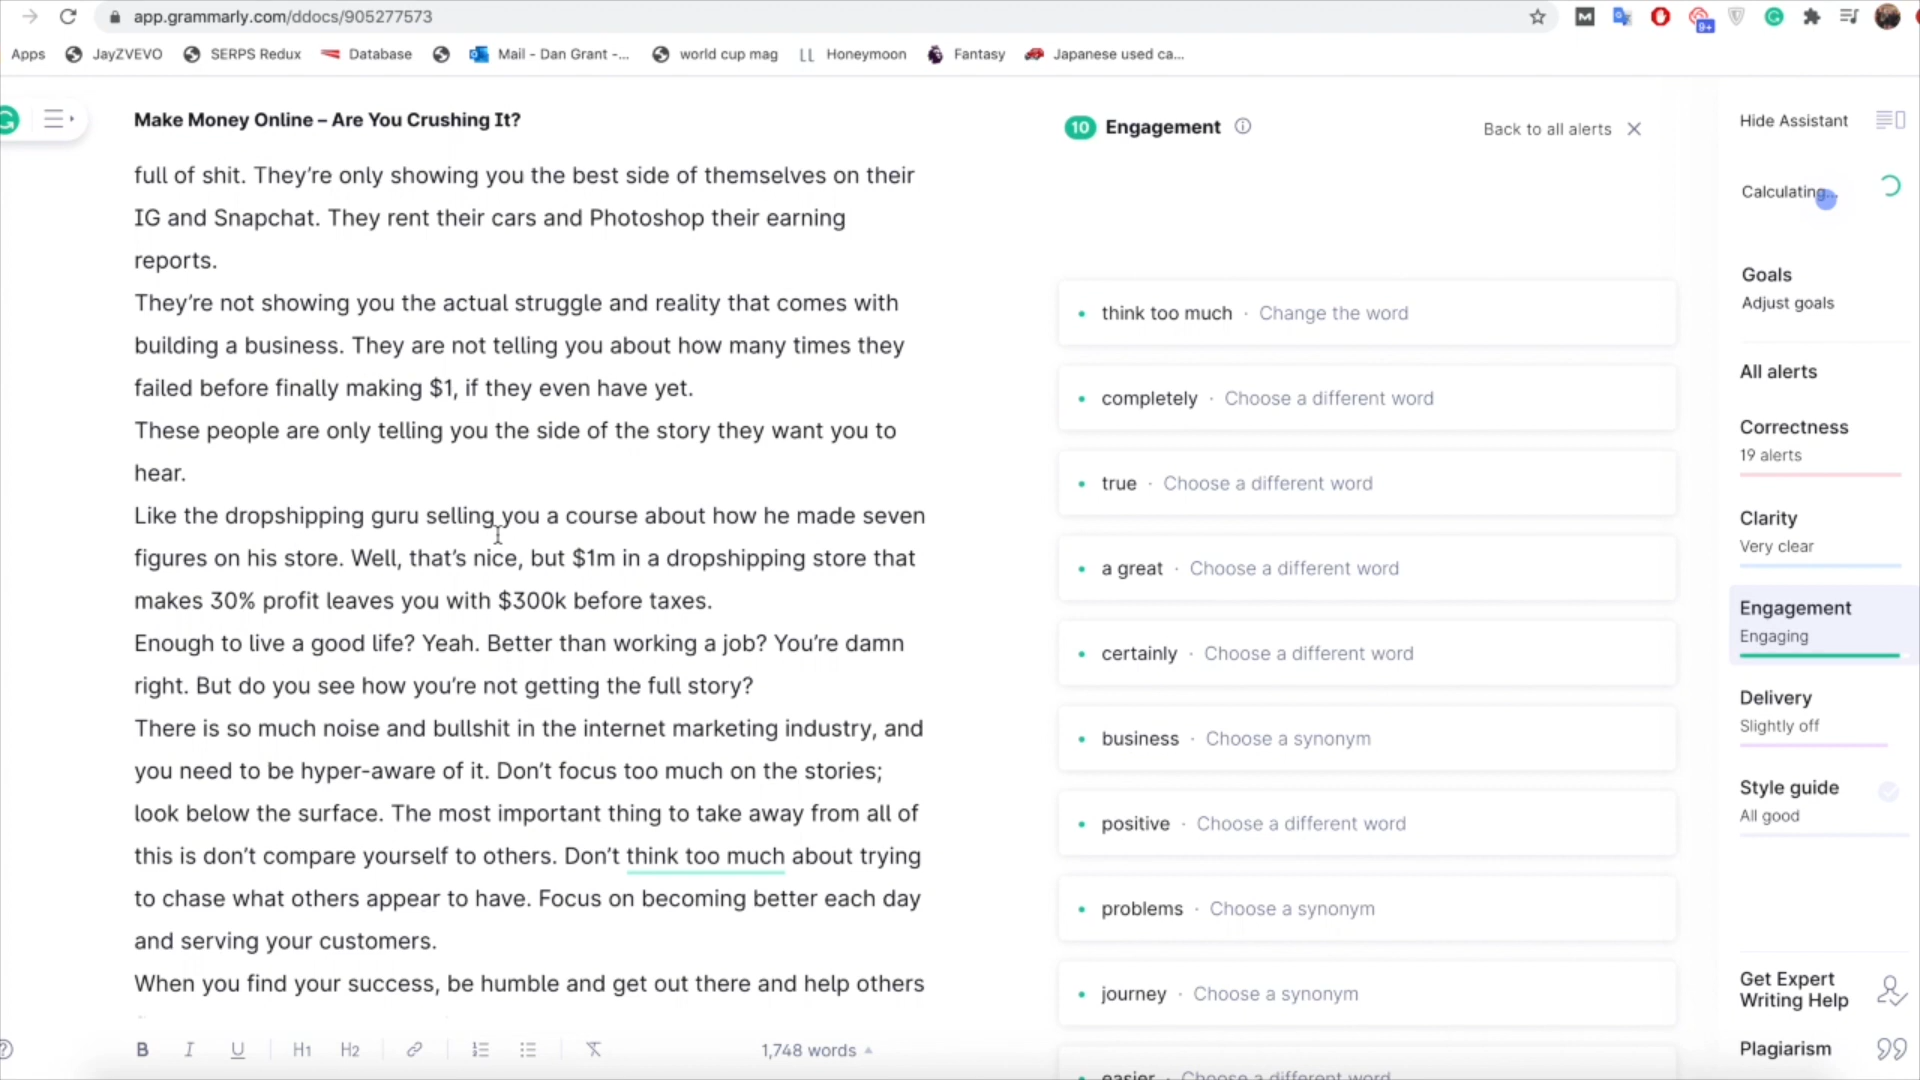 app.grammarly.com/ddocs/905277573
9+
Apps
JayZVEVO
SERPS Redux
Database
Mail - Dan Grant -...
world cup mag
LL
Honeymoon
Fantasy
Japanese used ca...
Make Money Online – Are You Crushing It?
full of shit. They’re only showing you the best side of themselves on their
IG and Snapchat. They rent their cars and Photoshop their earning
reports.
They’re not showing you the actual struggle and reality that comes with
building a business. They are not telling you about how many times they
failed before finally making $1, if they even have yet.
These people are only telling you the side of the story they want you to
hear.
Like the dropshipping guru selling you a course about how he made seven
figures on his store. Well, that’s nice, but $1m in a dropshipping store that
makes 30% profit leaves you with $300k before taxes.
Enough to live a good life? Yeah. Better than working a job? You’re damn
right. But do you see how you’re not getting the full story?
There is so much noise and bullshit in the internet marketing industry, and
you need to be hyper-aware of it. Don’t focus too much on the stories;
look below the surface. The most important thing to take away from all of
this is don’t compare yourself to others. Don’t think too much about trying
to chase what others appear to have. Focus on becoming better each day
and serving your customers.
When you find your success, be humble and get out there and help others
B
I
U
H1
H2
1,748 words
10 Engagement
Back to all alerts
think too much · Change the word
completely · Choose a different word
true · Choose a different word
a great · Choose a different word
certainly · Choose a different word
business · Choose a synonym
positive · Choose a different word
problems · Choose a synonym
journey · Choose a synonym
easier · Choose a different word
Hide Assistant
Calculating...
Goals
Adjust goals
All alerts
Correctness
19 alerts
Clarity
Very clear
Engagement
Engaging
Delivery
Slightly off
Style guide
All good
Get Expert
Writing Help
Plagiarism